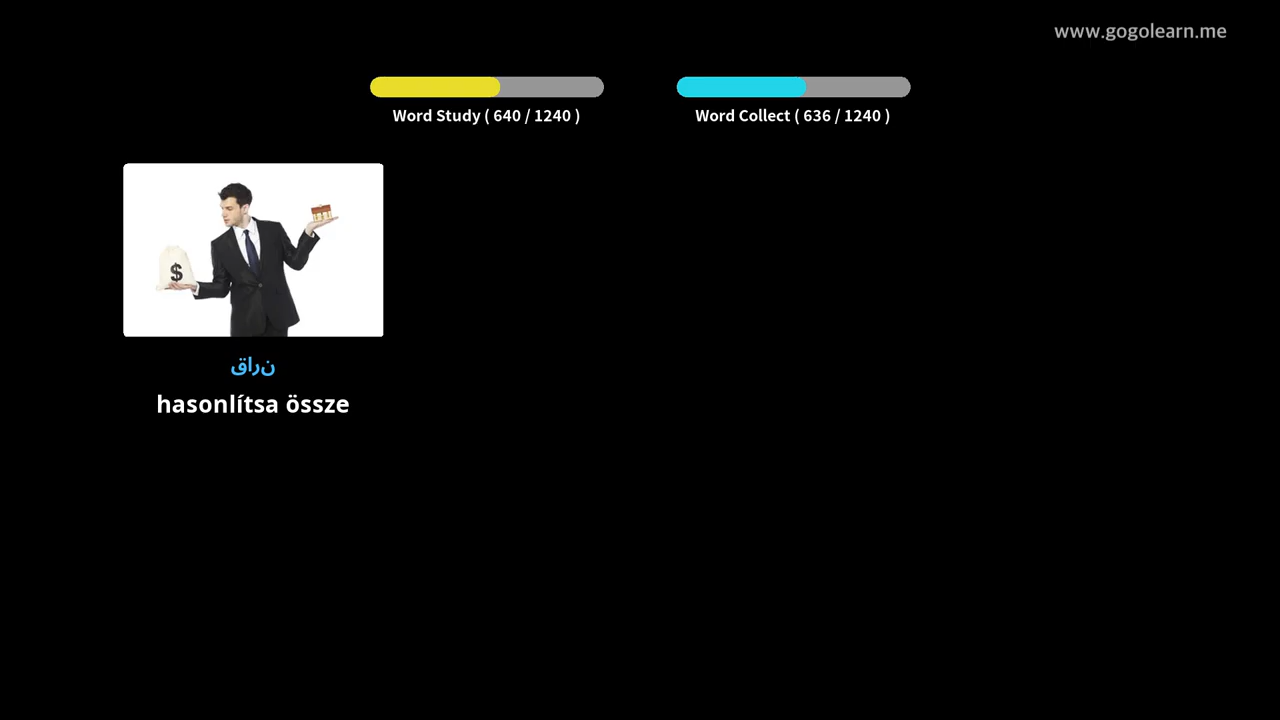 www.gogolearn.me
Word Study ( 640 / 1240 )
Word Collect ( 636 / 1240 )
$
قارن
hasonlítsa össze